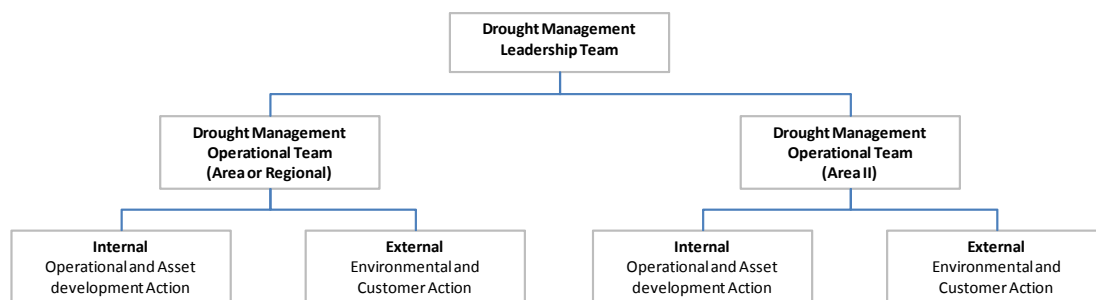 Drought Management
Leadership Team
Drought Management
Operational Team
(Area or Regional)
Drought Management
Operational Team
(Area II)
Internal
Operational and Asset
development Action
External
Environmental and
Customer Action
Internal
Operational and Asset
development Action
External
Environmental and
Customer Action